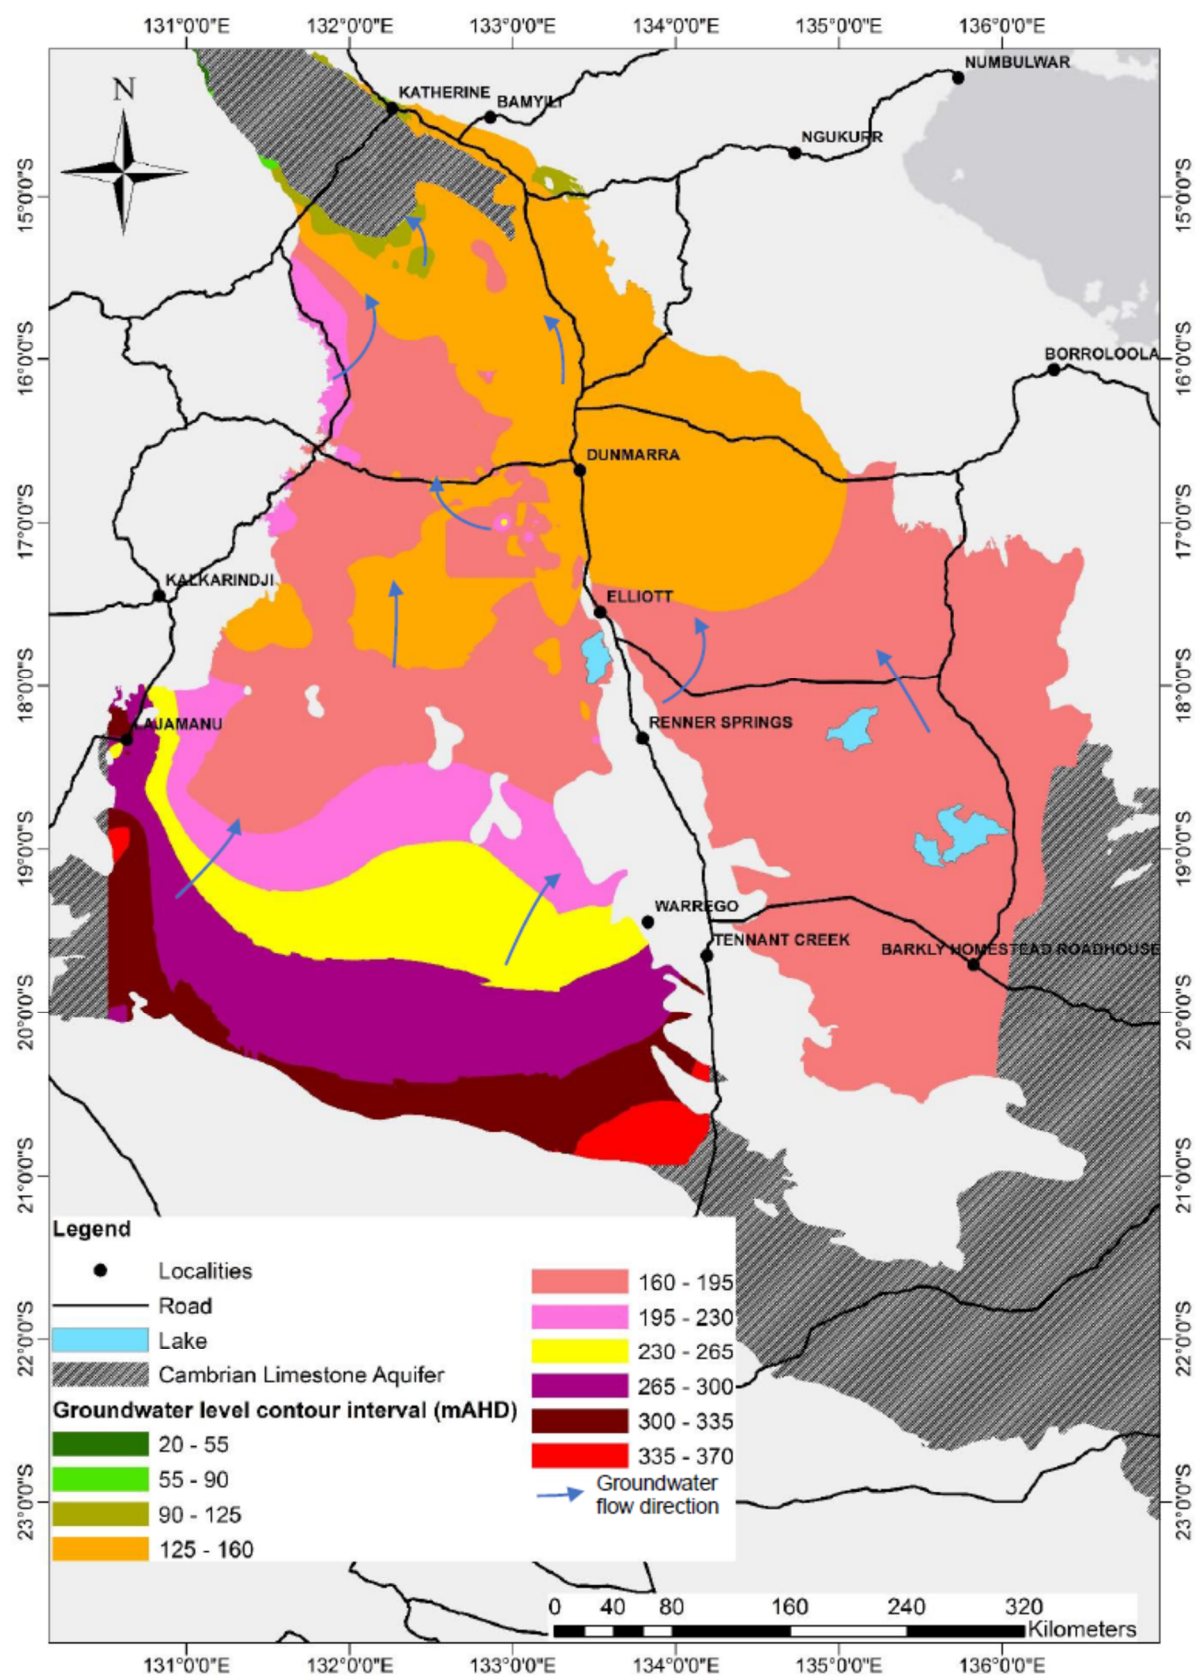 131°0'0"E 132°0'0"E 133°0'0"E 134°0'0"E 135°0'0"E 136°0'0"E
N
NUMBULWAR
KATHERINE
BAMYILI
NGUKURR
15°0'0"S 15°0'0"S
16°0'0"S 16°0'0"S
BORROLOOLA
DUNMARRA
17°0'0"S 17°0'0"S
KALKARINDJI
ELLIOTT
18°0'0"S 18°0'0"S
LAJAMANU
RENNER SPRINGS
19°0'0"S 19°0'0"S
WARREGO
TENNANT CREEK
BARKLY HOMESTEAD ROADHOUSE
20°0'0"S 20°0'0"S
21°0'0"S 21°0'0"S
Legend
Localities
Road
Lake
Cambrian Limestone Aquifer
Groundwater level contour interval (mAHD)
20 - 55
55 - 90
90 - 125
125 - 160
160 - 195
195 - 230
230 - 265
265 - 300
300 - 335
335 - 370
Groundwater
flow direction
22°0'0"S 22°0'0"S
23°0'0"S 23°0'0"S
0 40 80 160 240 320
Kilometers
131°0'0"E 132°0'0"E 133°0'0"E 134°0'0"E 135°0'0"E 136°0'0"E